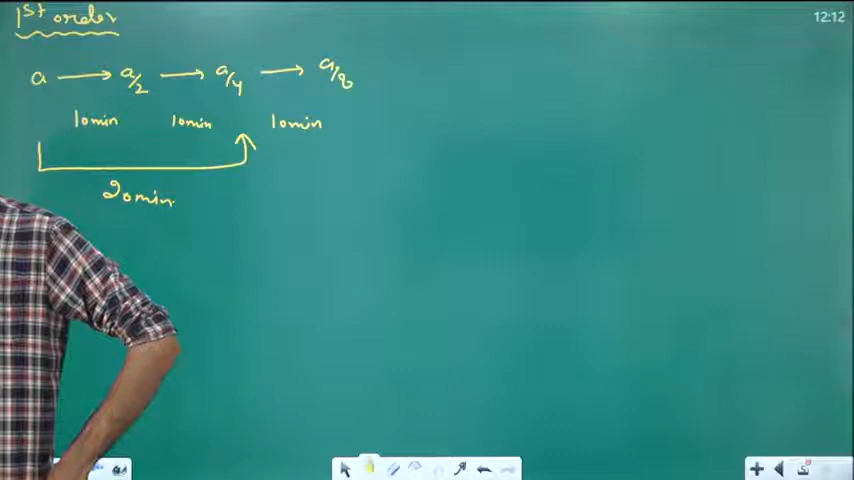 1st order
12:12
a → a/2 → a/4 → a/8
10min 10min 10min
20min